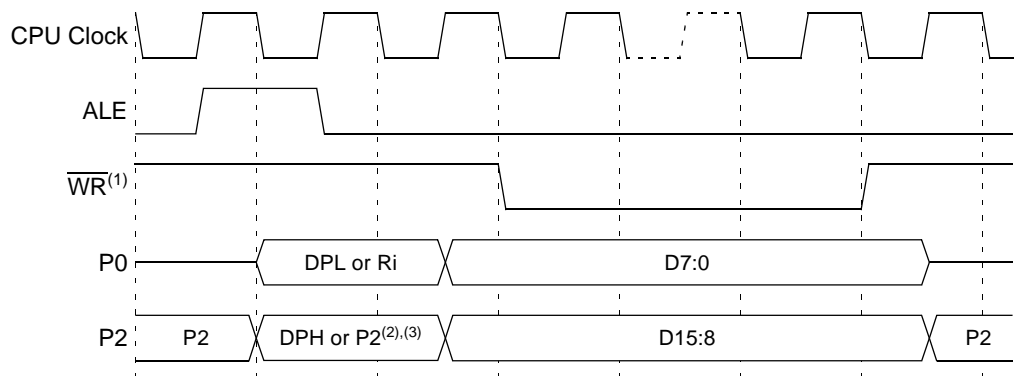 CPU Clock
ALE
WR(1)
P0 DPL or Ri D7:0
P2 P2 DPH or P2(2),(3) D15:8 P2